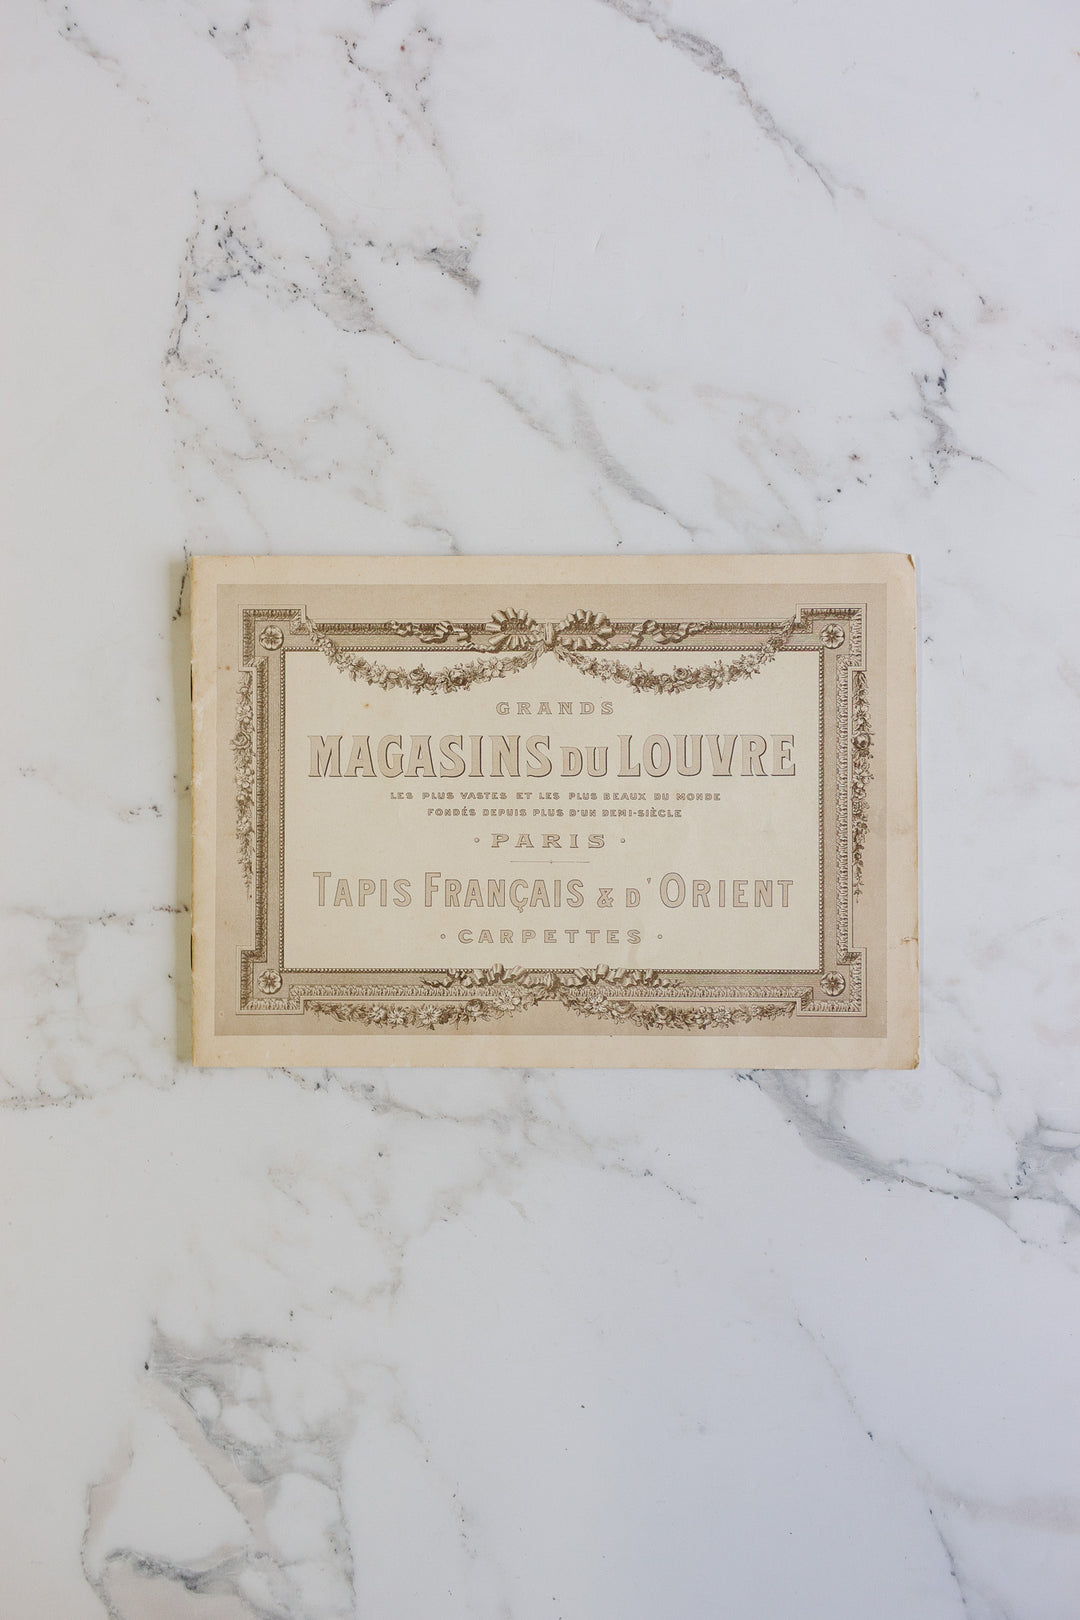 GRANDS
MAGASINS DU LOUVRE
LES PLUS VASTES ET LES PLUS BEAUX DU MONDE
FONDÉS DEPUIS PLUS D'UN DEMI-SIÈCLE
· PARIS ·
TAPIS FRANÇAIS & D'ORIENT
· CARPETTES ·